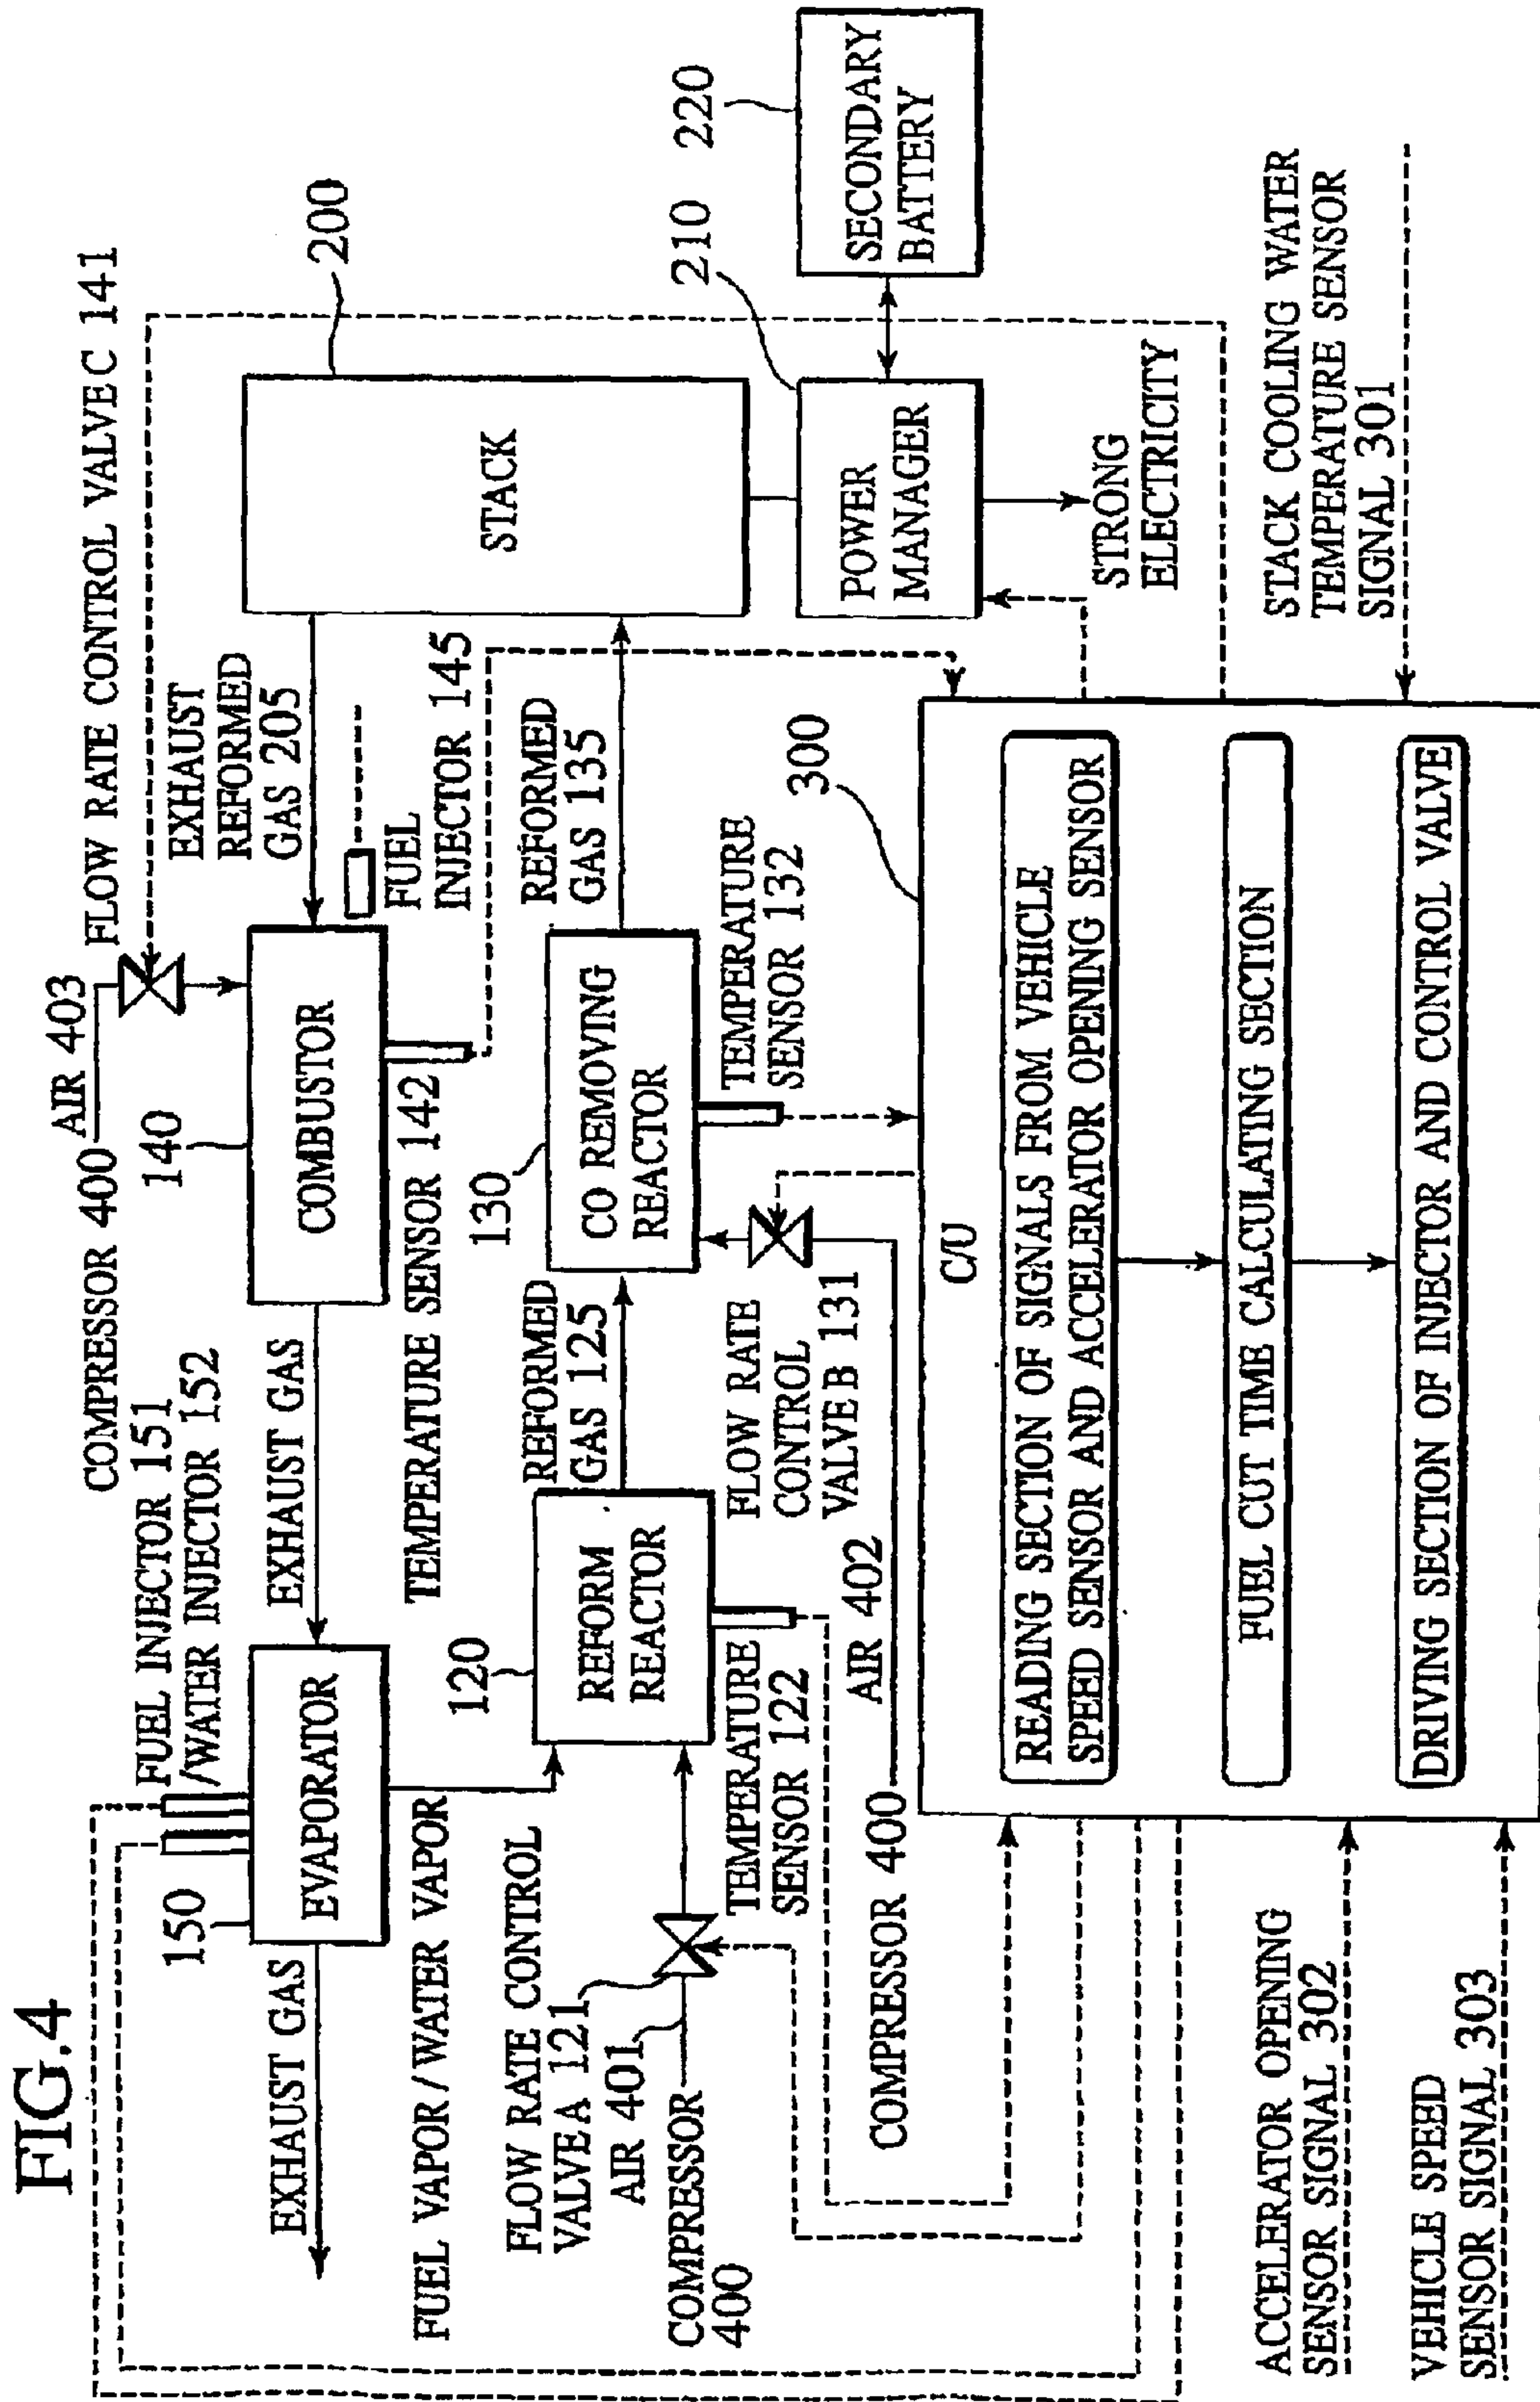 FIG.4
FUEL INJECTOR 151
/WATER INJECTOR 152
COMPRESSOR 400
AIR 403
FLOW RATE CONTROL VALVE C 141
150
EVAPORATOR
EXHAUST GAS
EXHAUST GAS
140
COMBUSTOR
EXHAUST
REFORMED
GAS 205
200
STACK
FUEL
INJECTOR 145
TEMPERATURE SENSOR 142
FUEL VAPOR / WATER VAPOR
120
REFORM
REACTOR
REFORMED
GAS 125
130
CO REMOVING
REACTOR
REFORMED
GAS 135
FLOW RATE CONTROL
VALVE A 121
AIR 401
COMPRESSOR
400
TEMPERATURE
SENSOR 122
FLOW RATE
CONTROL
VALVE B 131
TEMPERATURE
SENSOR 132
210
POWER
MANAGER
220
SECONDARY
BATTERY
STRONG
ELECTRICITY
COMPRESSOR 400
AIR 402
300
C/U
READING SECTION OF SIGNALS FROM VEHICLE
SPEED SENSOR AND ACCELERATOR OPENING SENSOR
FUEL CUT TIME CALCULATING SECTION
DRIVING SECTION OF INJECTOR AND CONTROL VALVE
STACK COOLING WATER
TEMPERATURE SENSOR
SIGNAL 301
ACCELERATOR OPENING
SENSOR SIGNAL 302
VEHICLE SPEED
SENSOR SIGNAL 303